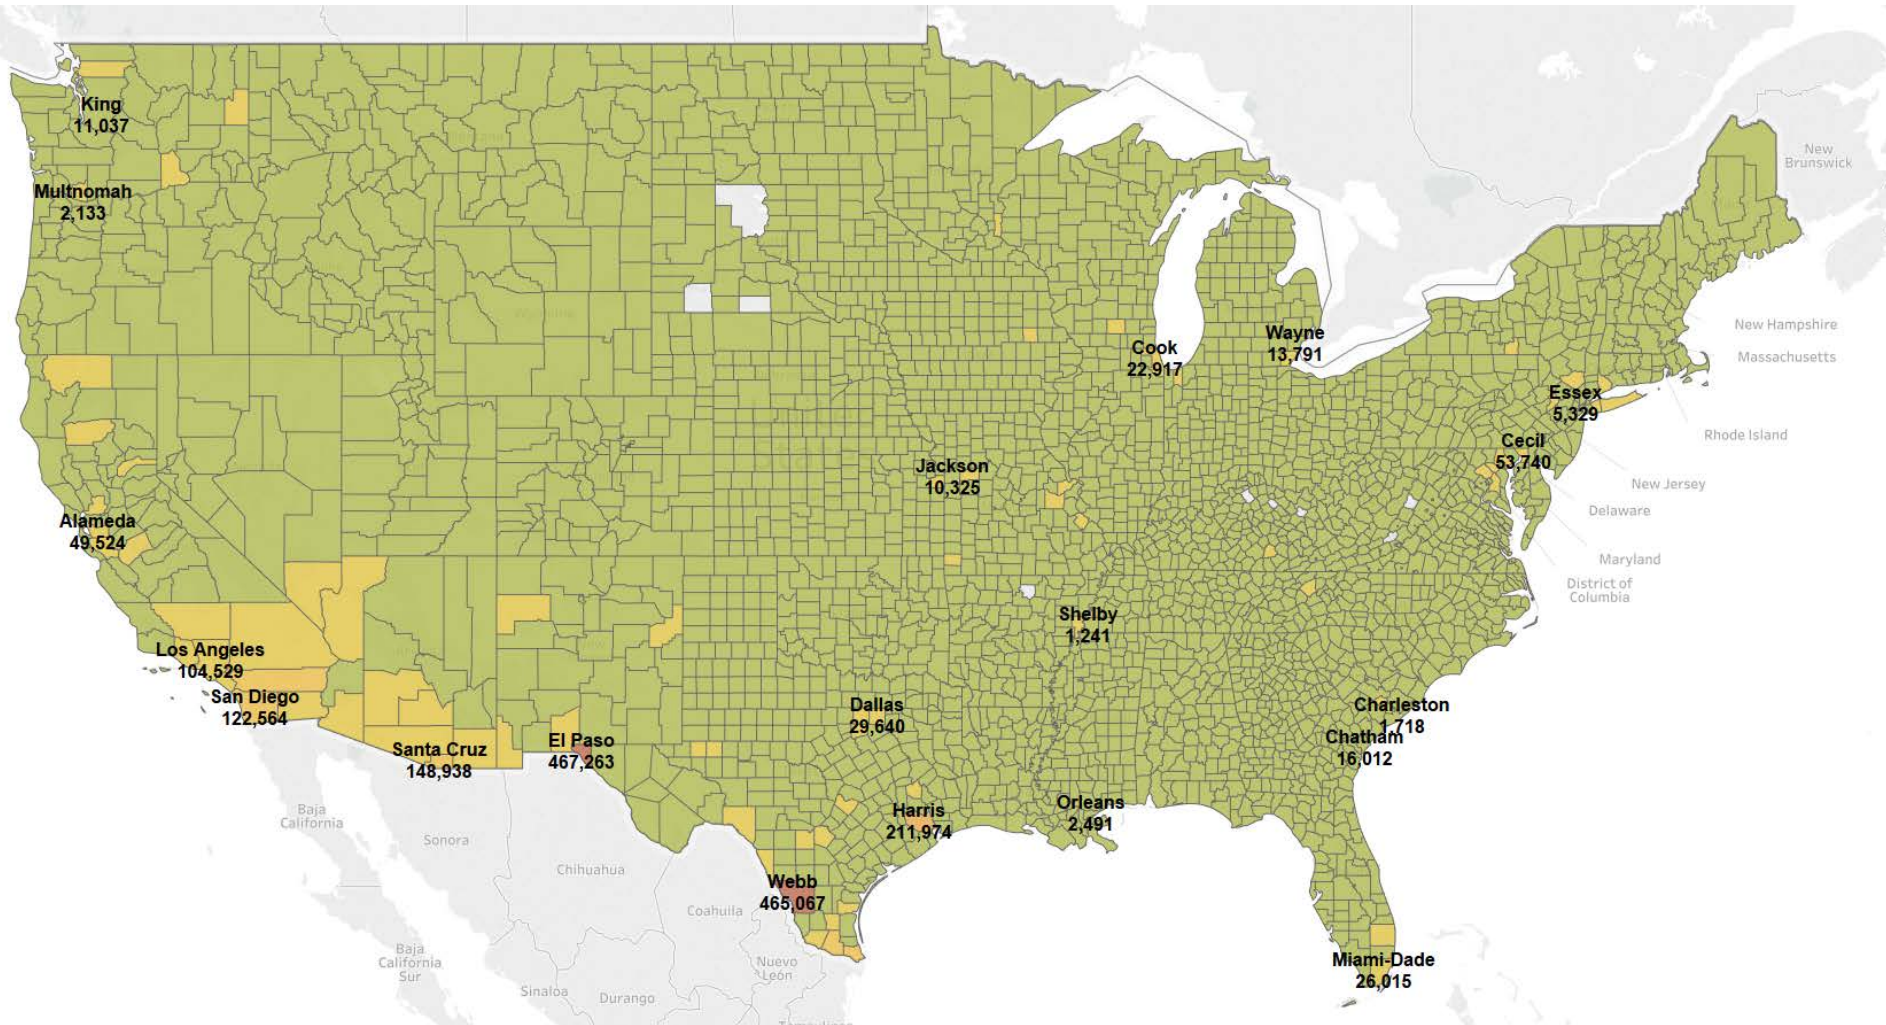 New
Brunswick
King
11,037
Multnomah
2,133
New Hampshire
Wayne
13,791
Cook
22,917
Massachusetts
Essex
5,329
Rhode Island
Cecil
53,740
Jackson
10,325
New Jersey
Delaware
Alameda
49,524
Maryland
District of
Columbia
Shelby
1,241
Los Angeles
104,529
San Diego
122,564
Dallas
29,640
Charleston
1,718
Chatham
16,012
Santa Cruz
148,938
El Paso
467,263
Baja
California
Harris
211,974
Orleans
2,491
Sonora
Chihuahua
Webb
465,067
Coahuila
Baja
California
Sur
Nuevo
León
Miami-Dade
26,015
Sinaloa
Durango